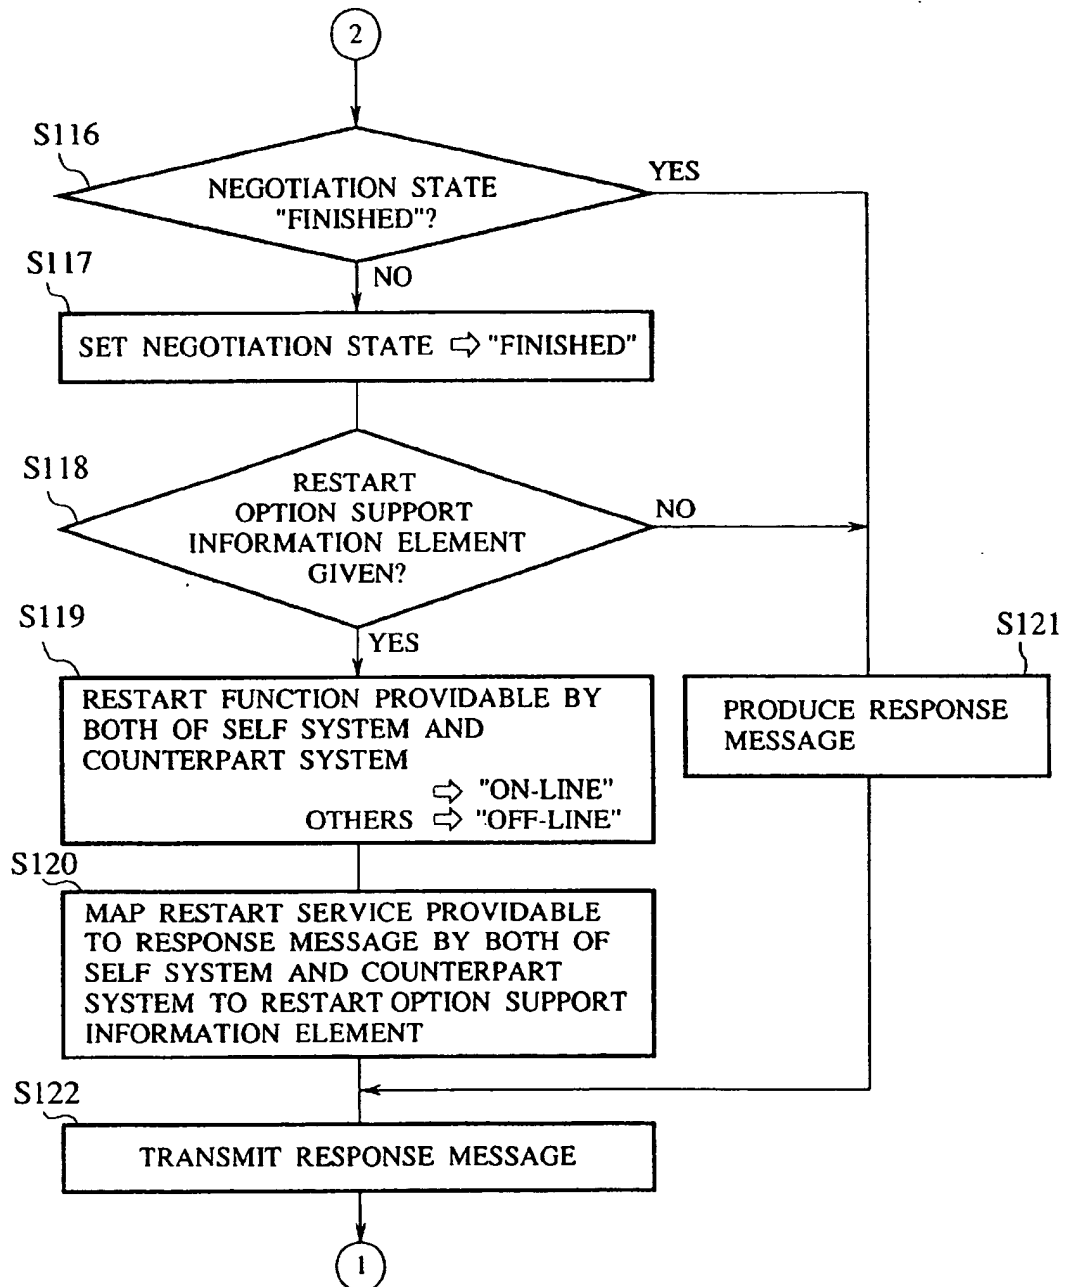 2
S116
NEGOTIATION STATE
"FINISHED"?
YES
NO
S117
SET NEGOTIATION STATE ⇨ "FINISHED"
S118
RESTART
OPTION SUPPORT
INFORMATION ELEMENT
GIVEN?
NO
YES
S119
RESTART FUNCTION PROVIDABLE BY
BOTH OF SELF SYSTEM AND
COUNTERPART SYSTEM
⇨ "ON-LINE"
OTHERS ⇨ "OFF-LINE"
S121
PRODUCE RESPONSE
MESSAGE
S120
MAP RESTART SERVICE PROVIDABLE
TO RESPONSE MESSAGE BY BOTH OF
SELF SYSTEM AND COUNTERPART
SYSTEM TO RESTART OPTION SUPPORT
INFORMATION ELEMENT
S122
TRANSMIT RESPONSE MESSAGE
1